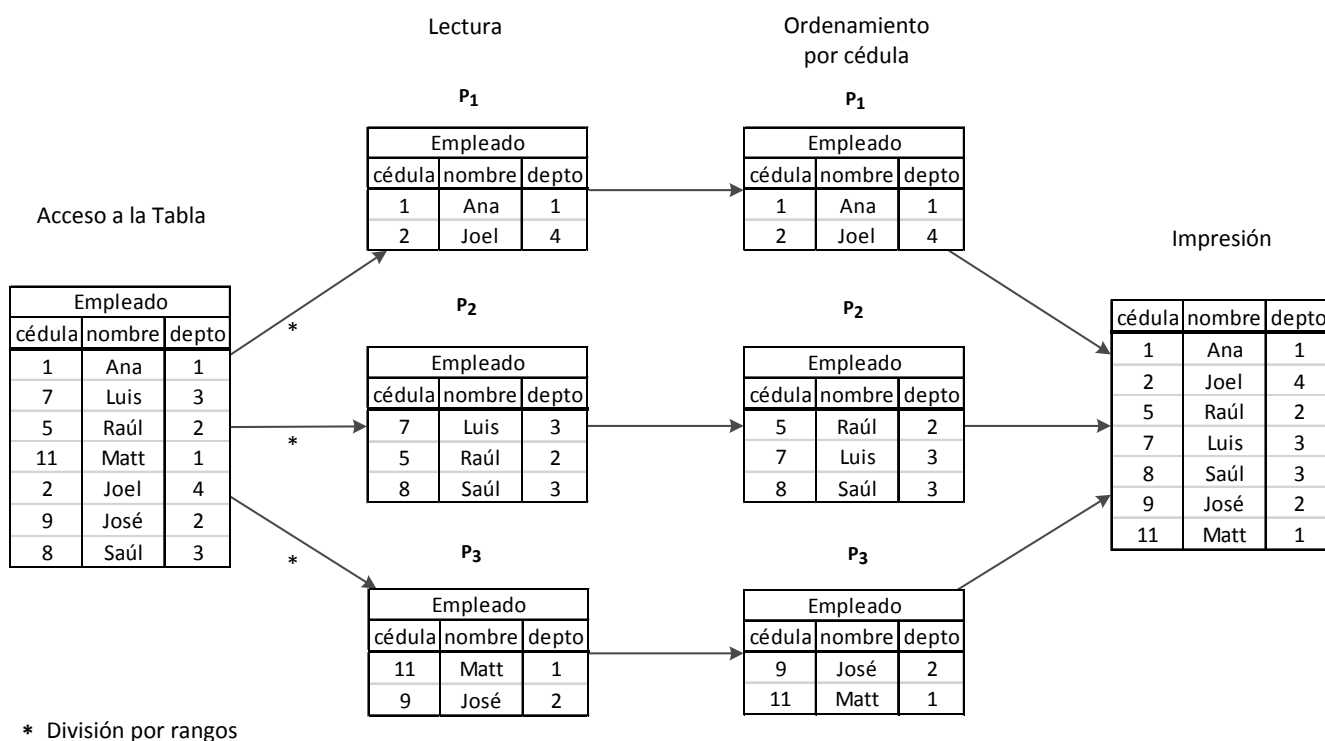 Lectura
Ordenamiento
por cédula
P1
P1
Empleado
cédula nombre depto
1 Ana 1
2 Joel 4
Empleado
cédula nombre depto
1 Ana 1
2 Joel 4
Acceso a la Tabla
Impresión
Empleado
cédula nombre depto
1 Ana 1
7 Luis 3
5 Raúl 2
11 Matt 1
2 Joel 4
9 José 2
8 Saúl 3
*
*
*
P2
P2
Empleado
cédula nombre depto
7 Luis 3
5 Raúl 2
8 Saúl 3
Empleado
cédula nombre depto
5 Raúl 2
7 Luis 3
8 Saúl 3
cédula nombre depto
1 Ana 1
2 Joel 4
5 Raúl 2
7 Luis 3
8 Saúl 3
9 José 2
11 Matt 1
P3
P3
Empleado
cédula nombre depto
11 Matt 1
9 José 2
Empleado
cédula nombre depto
9 José 2
11 Matt 1
* División por rangos